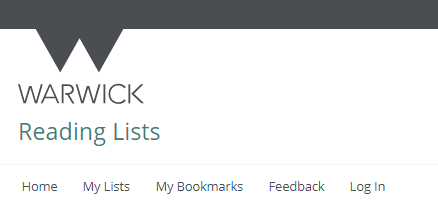 WARWICK
Reading Lists
Home My Lists My Bookmarks Feedback Log In